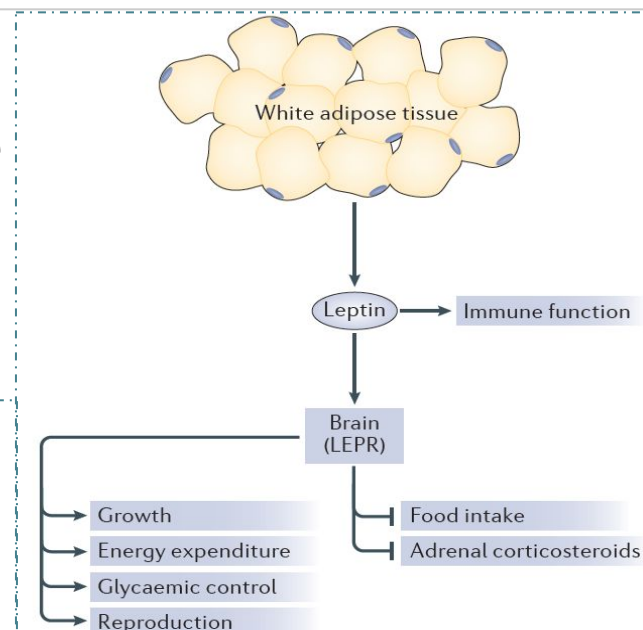 White adipose tissue
Leptin
Immune function
Brain
(LEPR)
Growth
Energy expenditure
Glycaemic control
Reproduction
Food intake
Adrenal corticosteroids